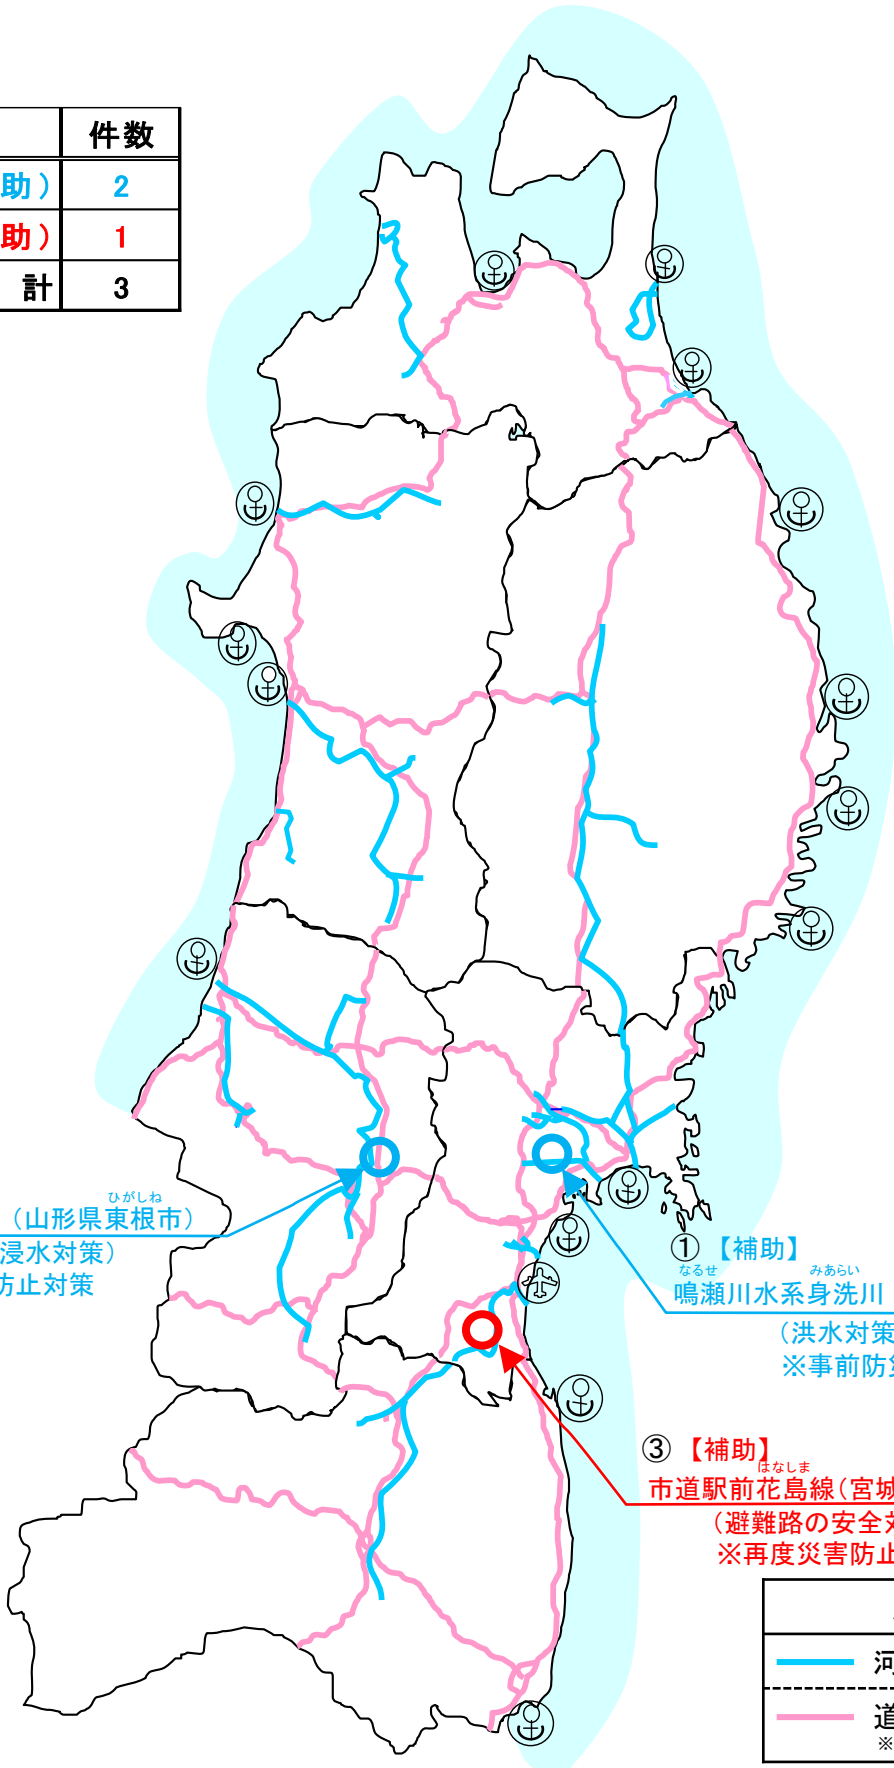 件数
助） 2
助） 1
計 3
ひがしね
（山形県東根市）
浸水対策）
防止対策
① 【補助】
なるせ みあらい
鳴瀬川水系身洗川
（洪水対策
※事前防災
③ 【補助】
はなしま
市道駅前花島線（宮城
（避難路の安全対
※再度災害防止
河
道
※